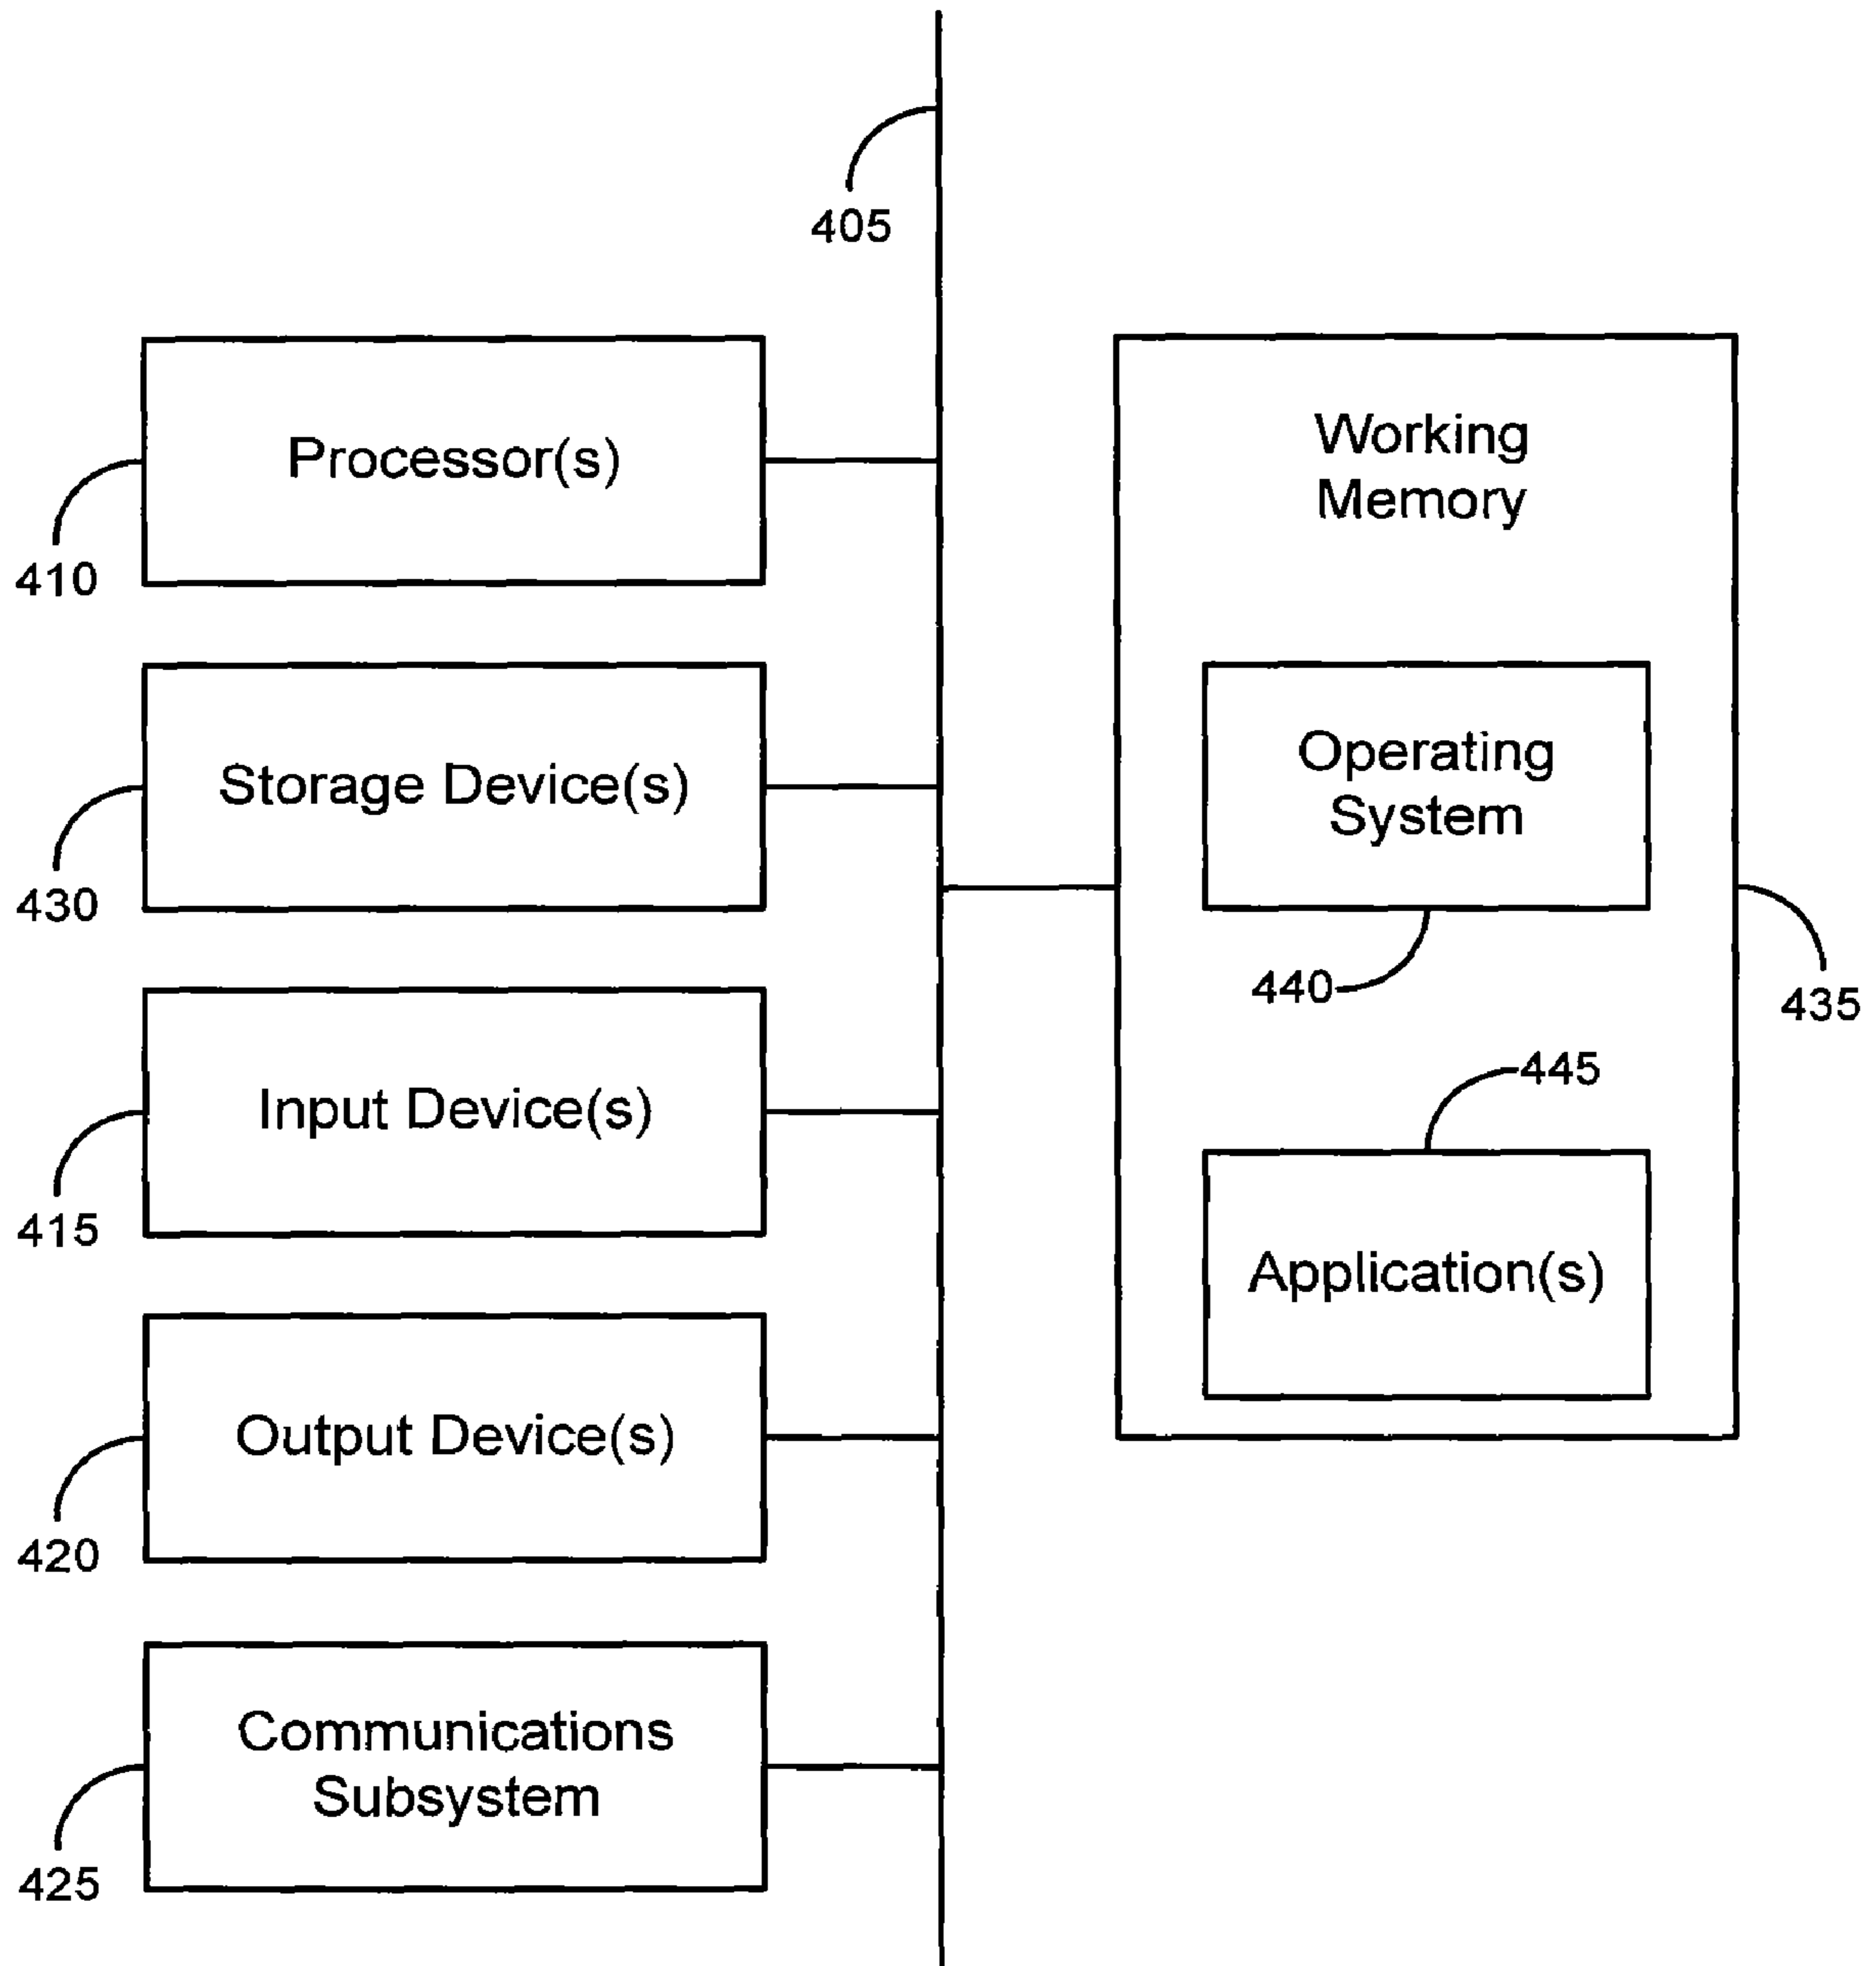 405
Processor(s)
410
Storage Device(s)
430
Input Device(s)
415
Output Device(s)
420
Communications
Subsystem
425
Working
Memory
Operating
System
440
435
445
Application(s)